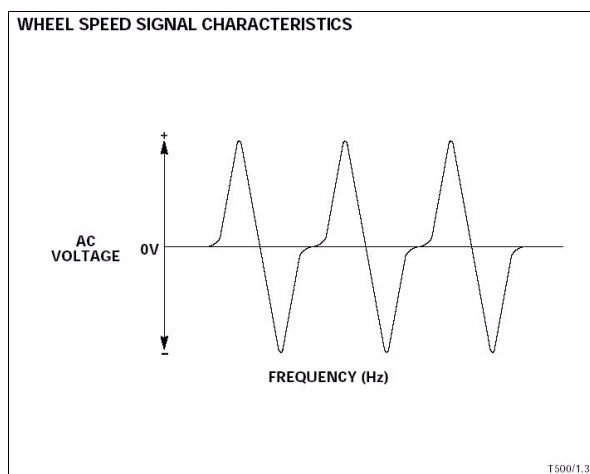 WHEEL SPEED SIGNAL CHARACTERISTICS
+
AC
VOLTAGE
0V
–
FREQUENCY (Hz)
T500/1.3